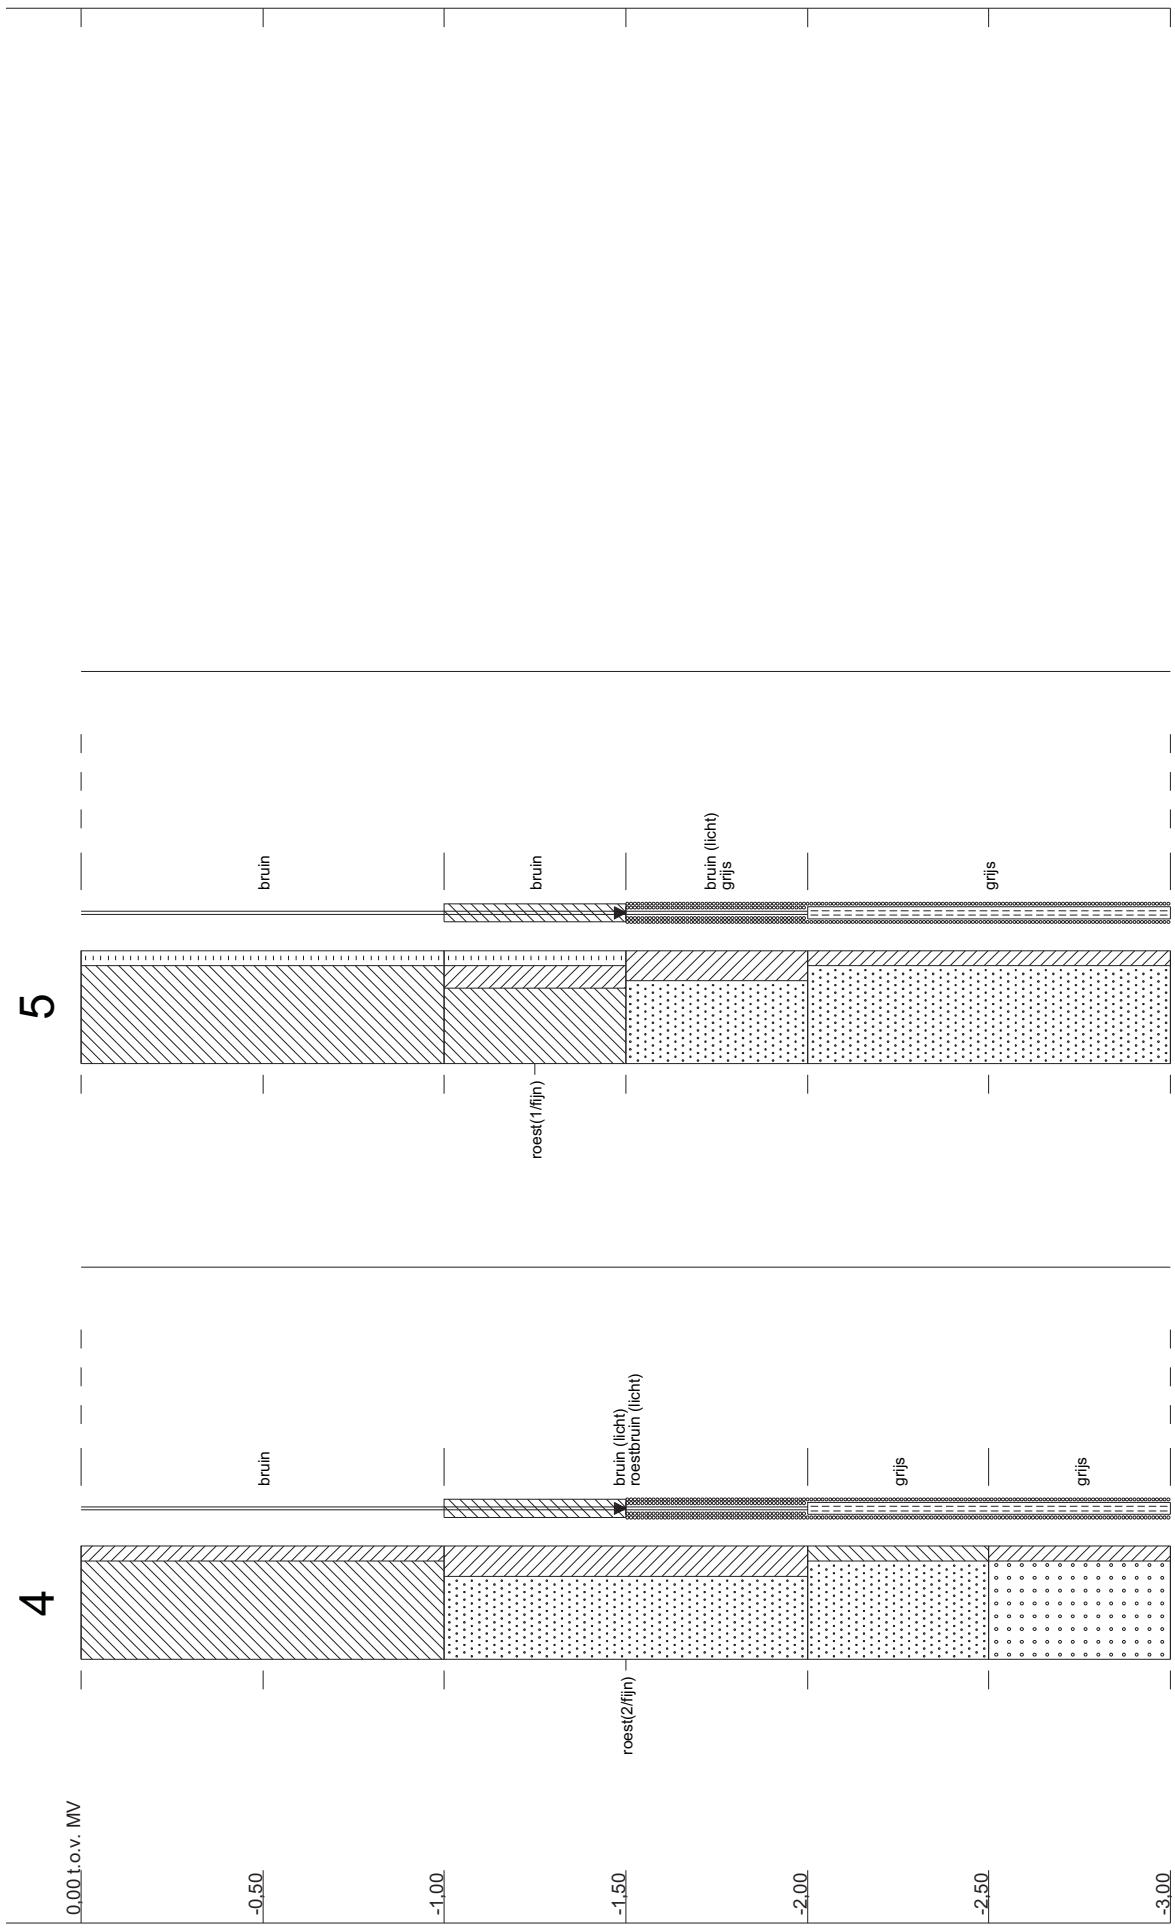 0,00 t.o.v. MV
-0,50
-1,00
-1,50
-2,00
-2,50
-3,00
4
roest(2/fijn)
bruin
bruin (licht)
roestbruin (licht)
grijs
grijs
5
roest(1/fijn)
bruin
bruin
bruin (licht)
grijs
grijs